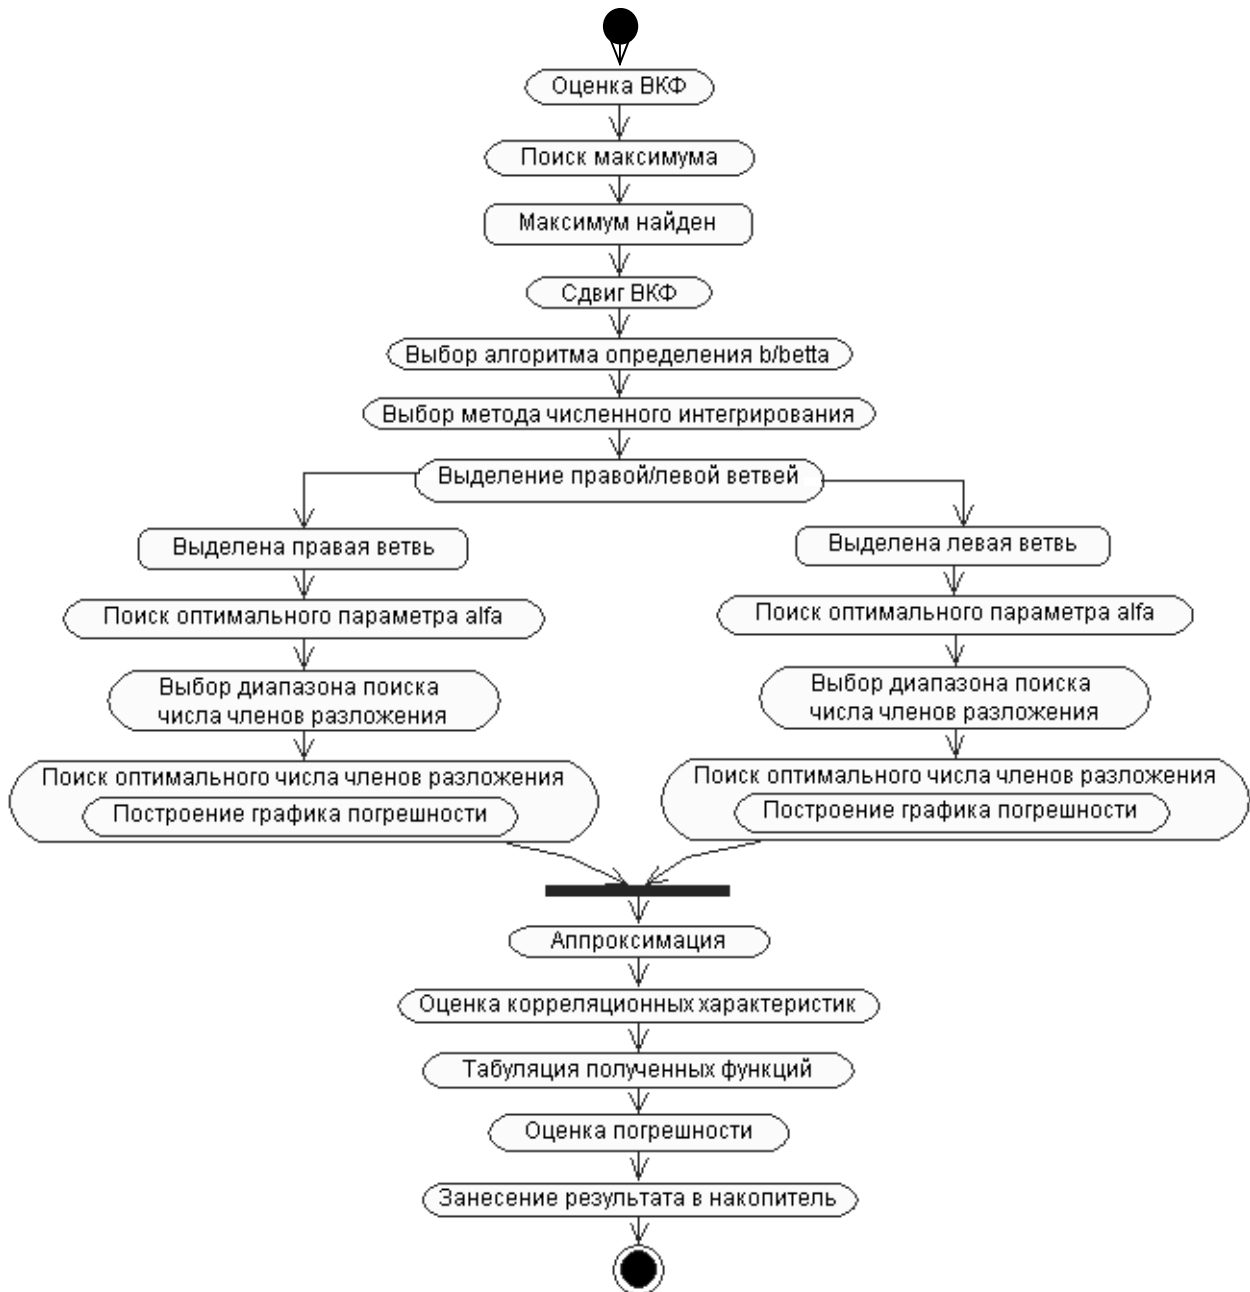 Оценка ВКФ
Поиск максимума
Максимум найден
Сдвиг ВКФ
Выбор алгоритма определения b/betta
Выбор метода численного интегрирования
Выделение правой/левой ветвей
Выделена правая ветвь
Поиск оптимального параметра alfa
Выбор диапазона поиска
числа членов разложения
Поиск оптимального числа членов разложения
Построение графика погрешности
Выделена левая ветвь
Поиск оптимального параметра alfa
Выбор диапазона поиска
числа членов разложения
Поиск оптимального числа членов разложения
Построение графика погрешности
Аппроксимация
Оценка корреляционных характеристик
Табуляция полученных функций
Оценка погрешности
Занесение результата в накопитель